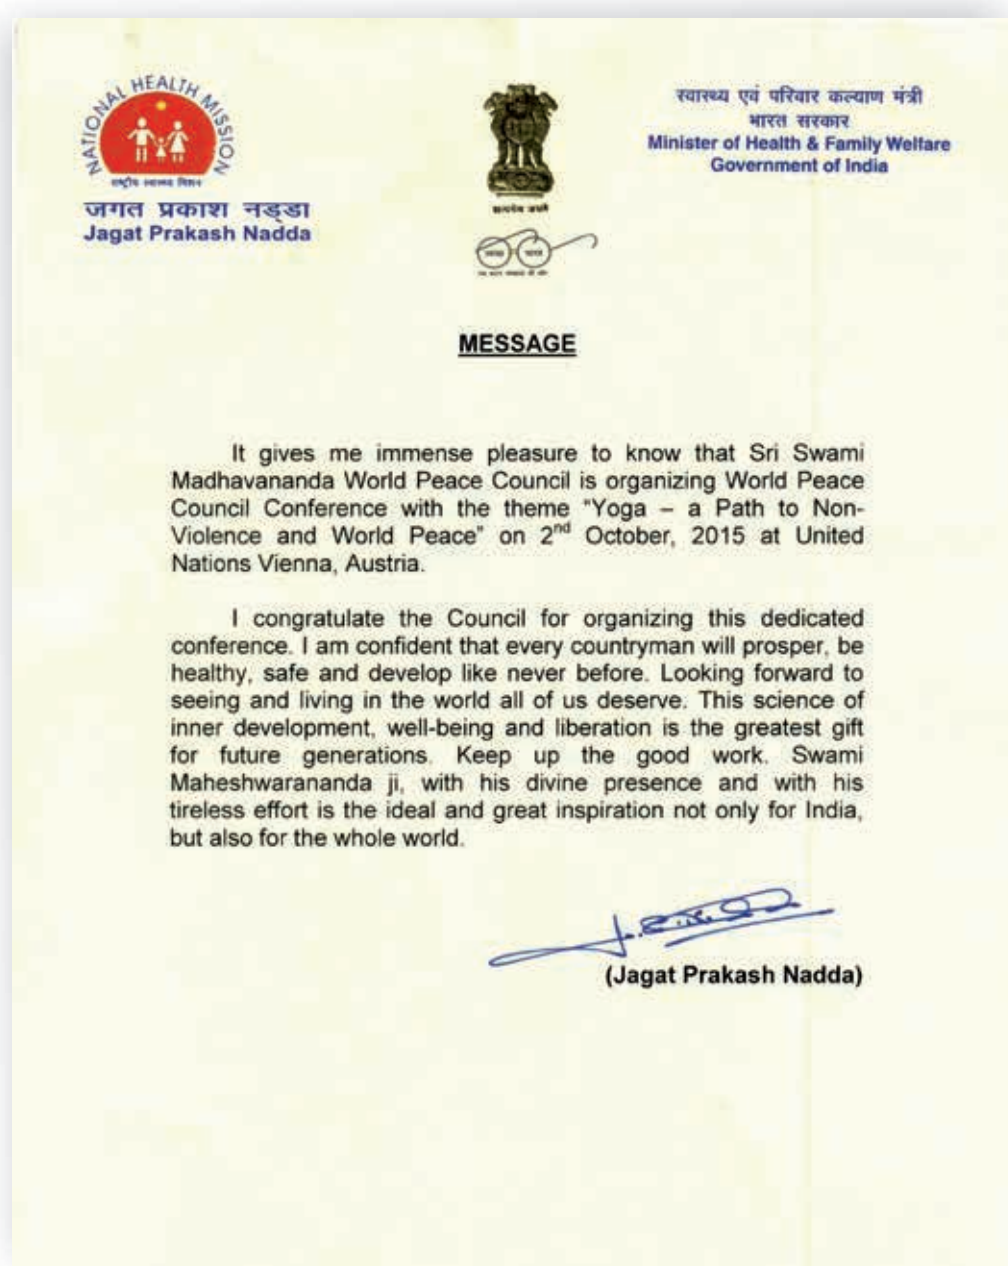 NATIONAL HEALTH MISSION
राष्ट्रीय स्वास्थ्य मिशन
जगत प्रकाश नड्डा
Jagat Prakash Nadda
सत्यमेव जयते
स्वच्छ भारत
स्वास्थ्य एवं परिवार कल्याण मंत्री
भारत सरकार
Minister of Health & Family Welfare
Government of India
MESSAGE
It gives me immense pleasure to know that Sri Swami
Madhavananda World Peace Council is organizing World Peace
Council Conference with the theme “Yoga – a Path to Non-
Violence and World Peace” on 2nd October, 2015 at United
Nations Vienna, Austria.
I congratulate the Council for organizing this dedicated
conference. I am confident that every countryman will prosper, be
healthy, safe and develop like never before. Looking forward to
seeing and living in the world all of us deserve. This science of
inner development, well-being and liberation is the greatest gift
for future generations. Keep up the good work. Swami
Maheshwarananda ji, with his divine presence and with his
tireless effort is the ideal and great inspiration not only for India,
but also for the whole world.
(Jagat Prakash Nadda)